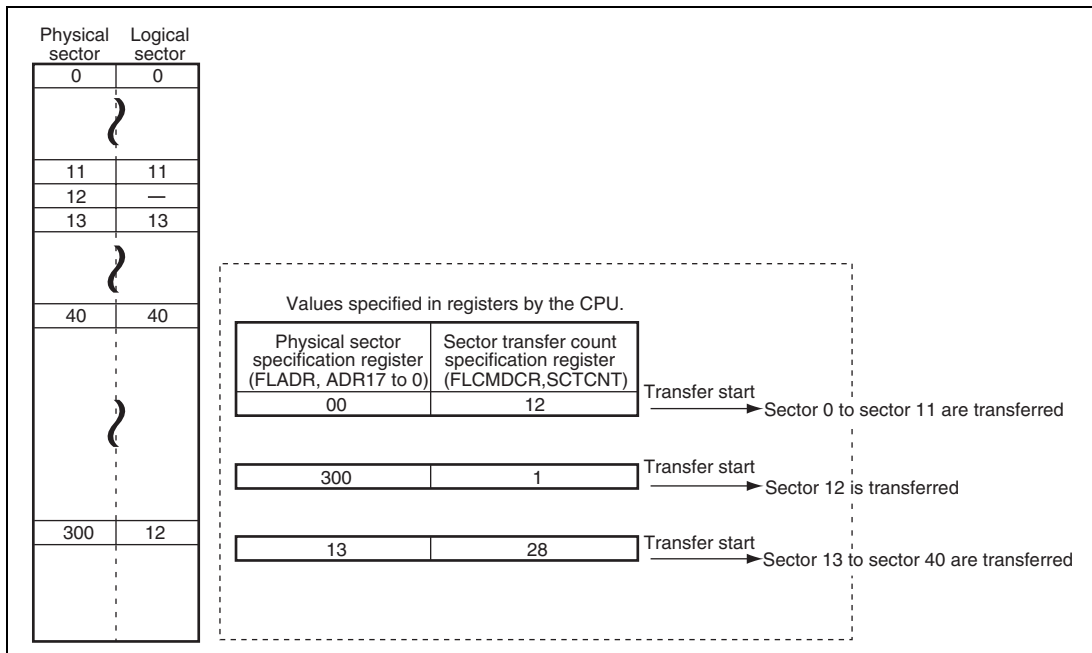 Physical sector Logical sector
0 0
11 11
12 —
13 13
40 40
300 12
Values specified in registers by the CPU.
Physical sector specification register (FLADR, ADR17 to 0) Sector transfer count specification register (FLCMDCR,SCTCNT)
00 12
Transfer start
Sector 0 to sector 11 are transferred
300 1
Transfer start
Sector 12 is transferred
13 28
Transfer start
Sector 13 to sector 40 are transferred